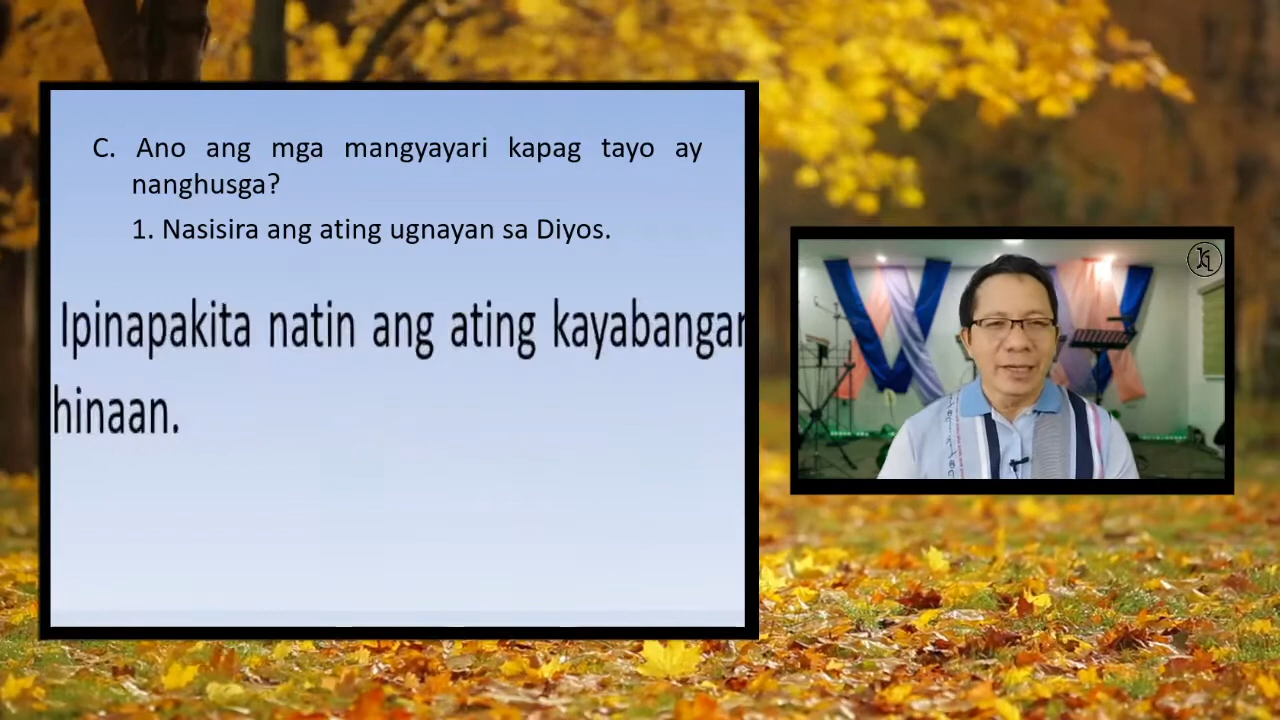 C. Ano ang mga mangyayari kapag tayo ay
nanghusga?
1. Nasisira ang ating ugnayan sa Diyos.
Ipinapakita natin ang ating
hinaan.